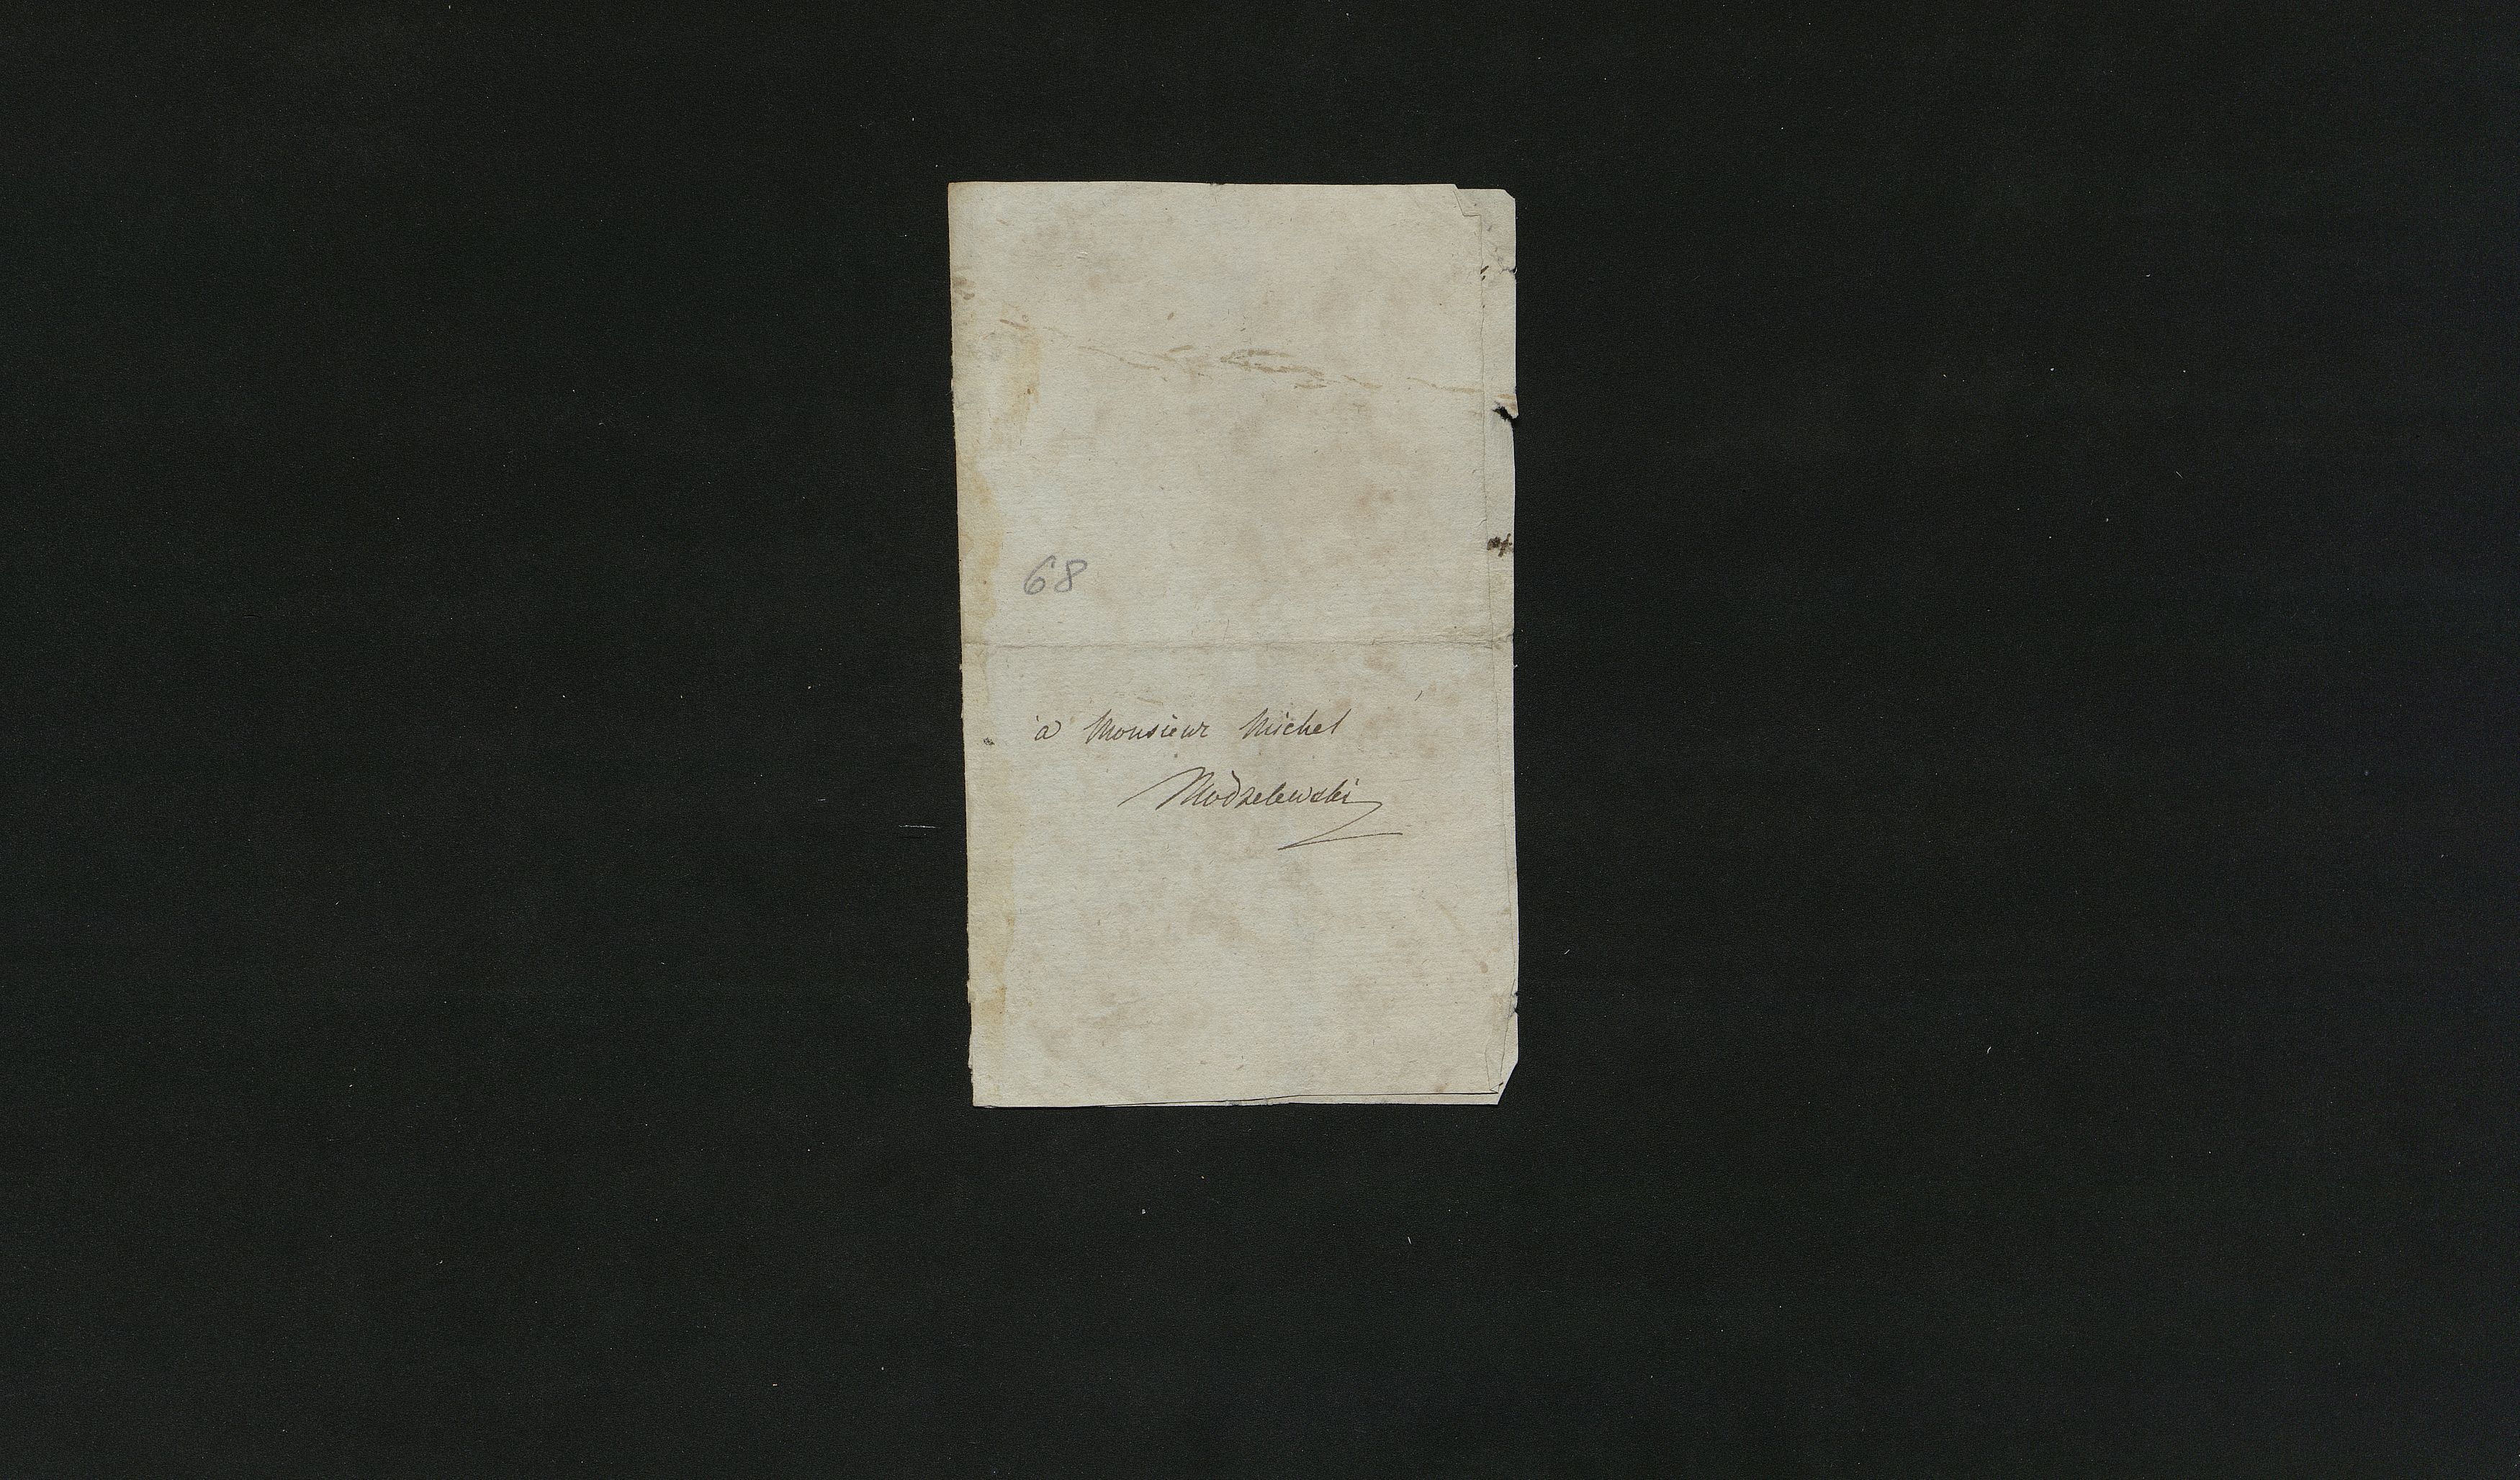 68
à Monsieur Michel
Modzelewski